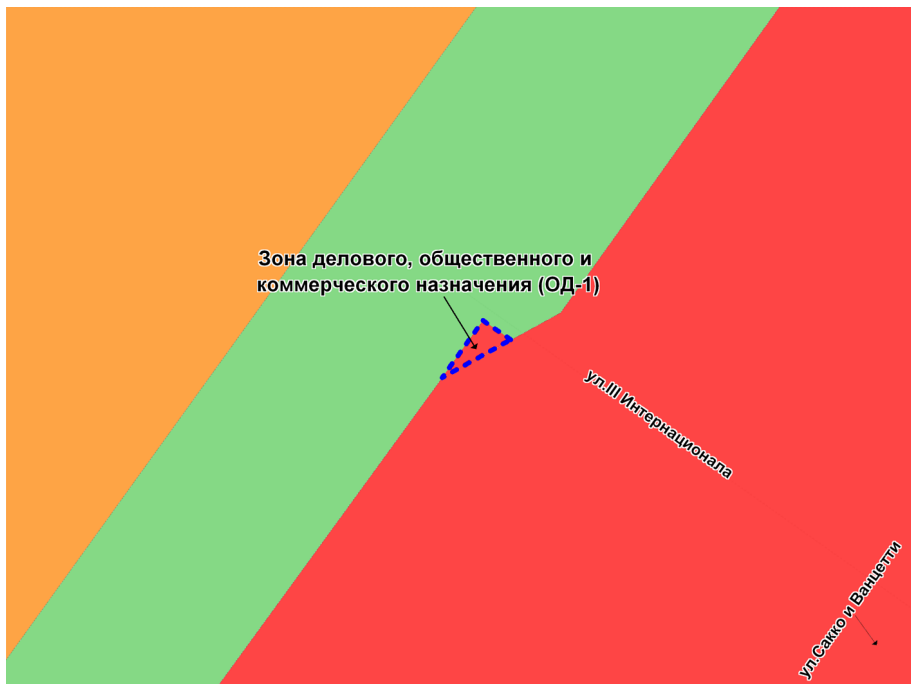 Зона делового, общественного и
коммерческого назначения (ОД-1)
ул.III Интернационала
ул.Сакко и Ванцетти